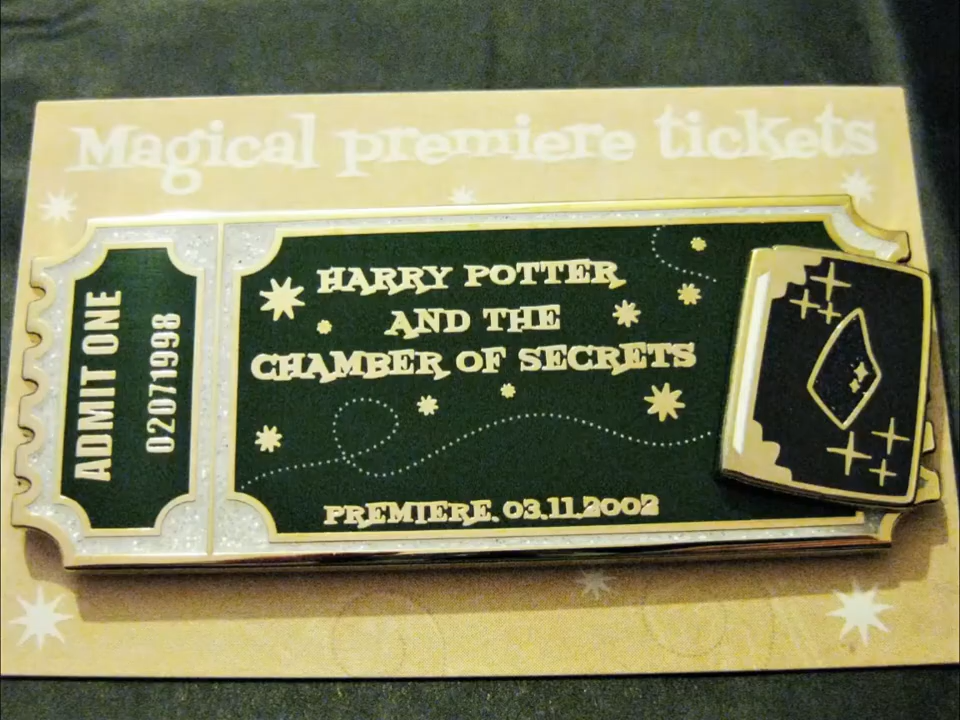 Magical premiere tickets
ADMIT ONE
02071998
HARRY POTTER
AND THE
CHAMBER OF SECRETS
PREMIERE. 03.11.2002